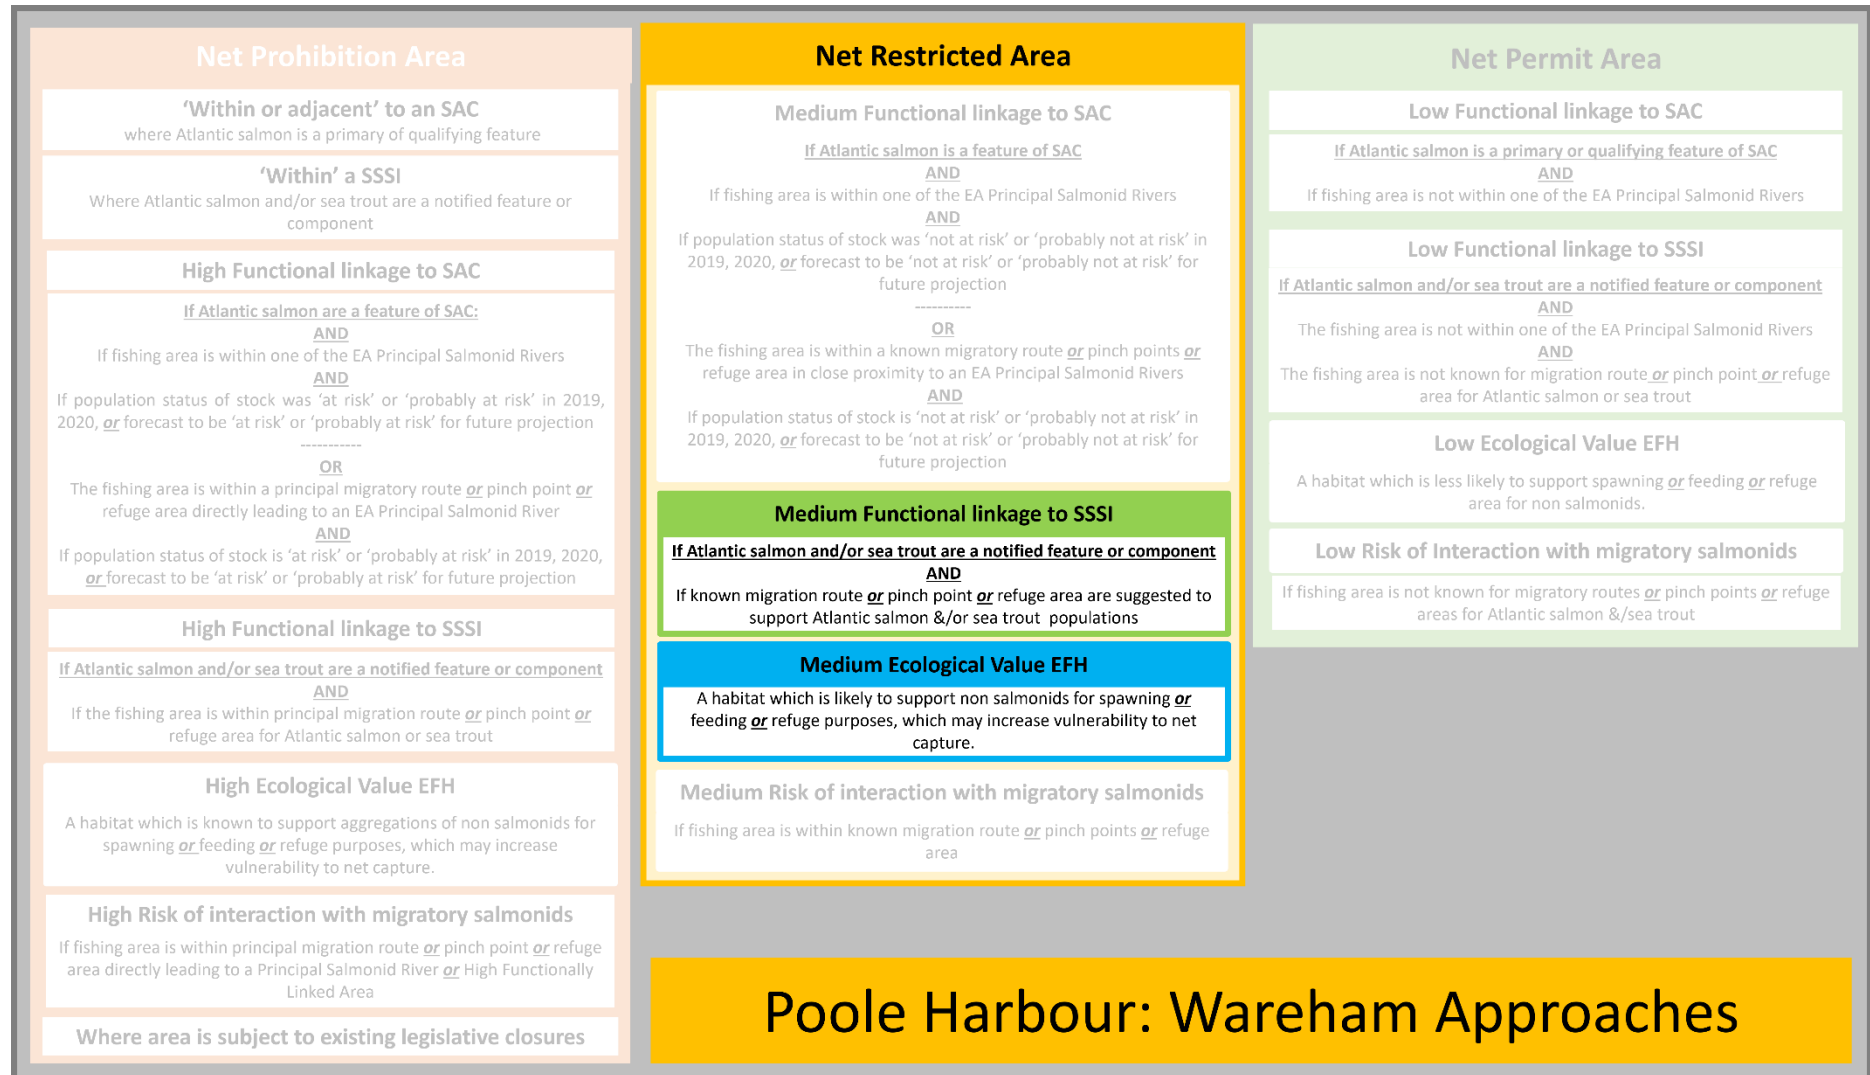 Net Prohibition Area
‘Within or adjacent’ to an SAC
where Atlantic salmon is a primary of qualifying feature
‘Within’ a SSSI
Where Atlantic salmon and/or sea trout are a notified feature or
component
High Functional linkage to SAC
If Atlantic salmon are a feature of SAC:
AND
If fishing area is within one of the EA Principal Salmonid Rivers
AND
If population status of stock was ‘at risk’ or ‘probably at risk’ in 2019,
2020, or forecast to be ‘at risk’ or ‘probably at risk’ for future projection
-----------
OR
The fishing area is within a principal migratory route or pinch point or
refuge area directly leading to an EA Principal Salmonid River
AND
If population status of stock is ‘at risk’ or ‘probably at risk’ in 2019, 2020,
or forecast to be ‘at risk’ or ‘probably at risk’ for future projection
High Functional linkage to SSSI
If Atlantic salmon and/or sea trout are a notified feature or component
AND
If the fishing area is within principal migration route or pinch point or
refuge area for Atlantic salmon or sea trout
High Ecological Value EFH
A habitat which is known to support aggregations of non salmonids for
spawning or feeding or refuge purposes, which may increase
vulnerability to net capture.
High Risk of interaction with migratory salmonids
If fishing area is within principal migration route or pinch point or refuge
area directly leading to a Principal Salmonid River or High Functionally
Linked Area
Where area is subject to existing legislative closures
Net Restricted Area
Medium Functional linkage to SAC
If Atlantic salmon is a feature of SAC
AND
If fishing area is within one of the EA Principal Salmonid Rivers
AND
If population status of stock was ‘not at risk’ or ‘probably not at risk’ in
2019, 2020, or forecast to be ‘not at risk’ or ‘probably not at risk’ for
future projection
----------
OR
The fishing area is within a known migratory route or pinch points or
refuge area in close proximity to an EA Principal Salmonid Rivers
AND
If population status of stock is ‘not at risk’ or ‘probably not at risk’ in
2019, 2020, or forecast to be ‘not at risk’ or ‘probably not at risk’ for
future projection
Medium Functional linkage to SSSI
If Atlantic salmon and/or sea trout are a notified feature or component
AND
If known migration route or pinch point or refuge area are suggested to
support Atlantic salmon &/or sea trout populations
Medium Ecological Value EFH
A habitat which is likely to support non salmonids for spawning or
feeding or refuge purposes, which may increase vulnerability to net
capture.
Medium Risk of interaction with migratory salmonids
If fishing area is within known migration route or pinch points or refuge
area
Net Permit Area
Low Functional linkage to SAC
If Atlantic salmon is a primary or qualifying feature of SAC
AND
If fishing area is not within one of the EA Principal Salmonid Rivers
Low Functional linkage to SSSI
If Atlantic salmon and/or sea trout are a notified feature or component
AND
The fishing area is not within one of the EA Principal Salmonid Rivers
AND
The fishing area is not known for migration route or pinch point or refuge
area for Atlantic salmon or sea trout
Low Ecological Value EFH
A habitat which is less likely to support spawning or feeding or refuge
area for non salmonids.
Low Risk of Interaction with migratory salmonids
If fishing area is not known for migratory routes or pinch points or refuge
areas for Atlantic salmon &/sea trout
Poole Harbour: Wareham Approaches